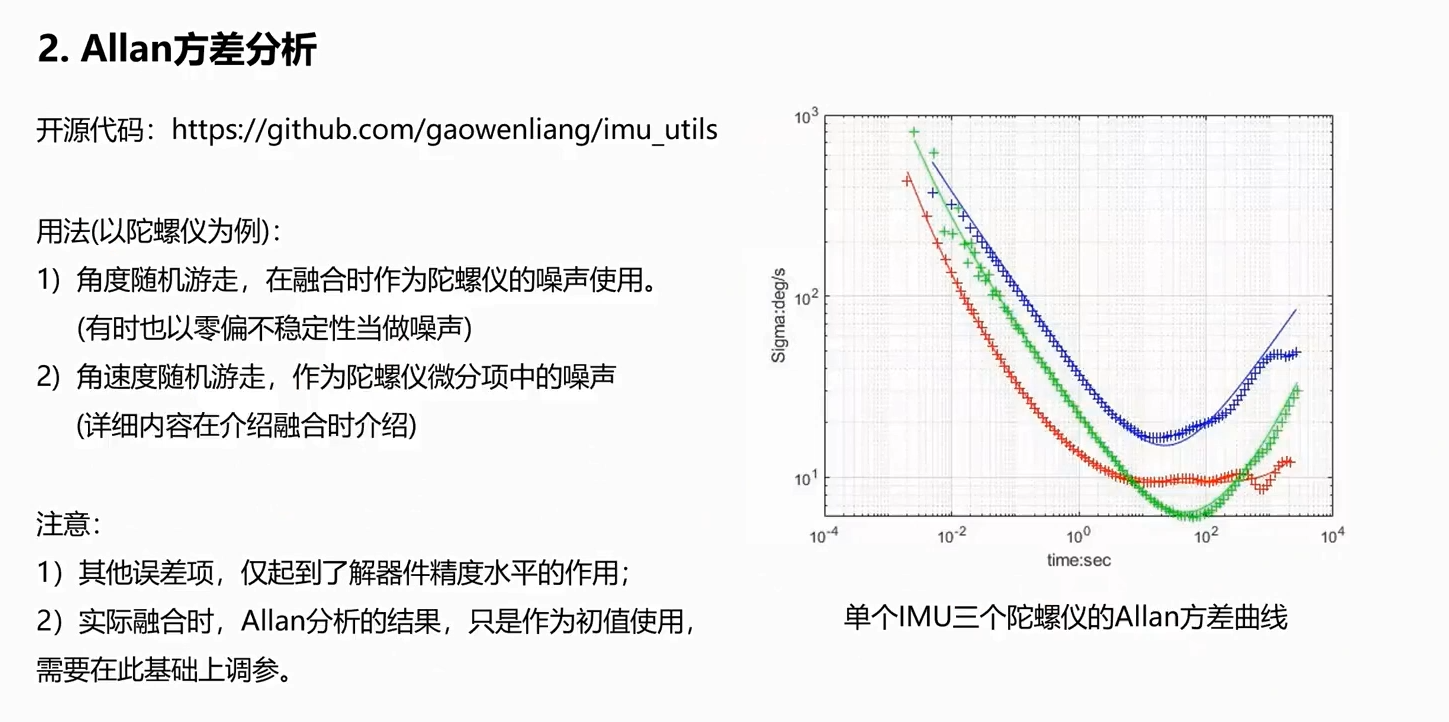 2. Allan方差分析
开源代码：https://github.com/gaowenliang/imu_utils
用法(以陀螺仪为例)：
1）角度随机游走，在融合时作为陀螺仪的噪声使用。
(有时也以零偏不稳定性当做噪声)
2）角速度随机游走，作为陀螺仪微分项中的噪声
(详细内容在介绍融合时介绍)
注意：
1）其他误差项，仅起到了解器件精度水平的作用；
2）实际融合时，Allan分析的结果，只是作为初值使用，
需要在此基础上调参。
10^3
10^2
10^1
Sigma:deg/s
10^-4 10^-2 10^0 10^2 10^4
time:sec
单个IMU三个陀螺仪的Allan方差曲线